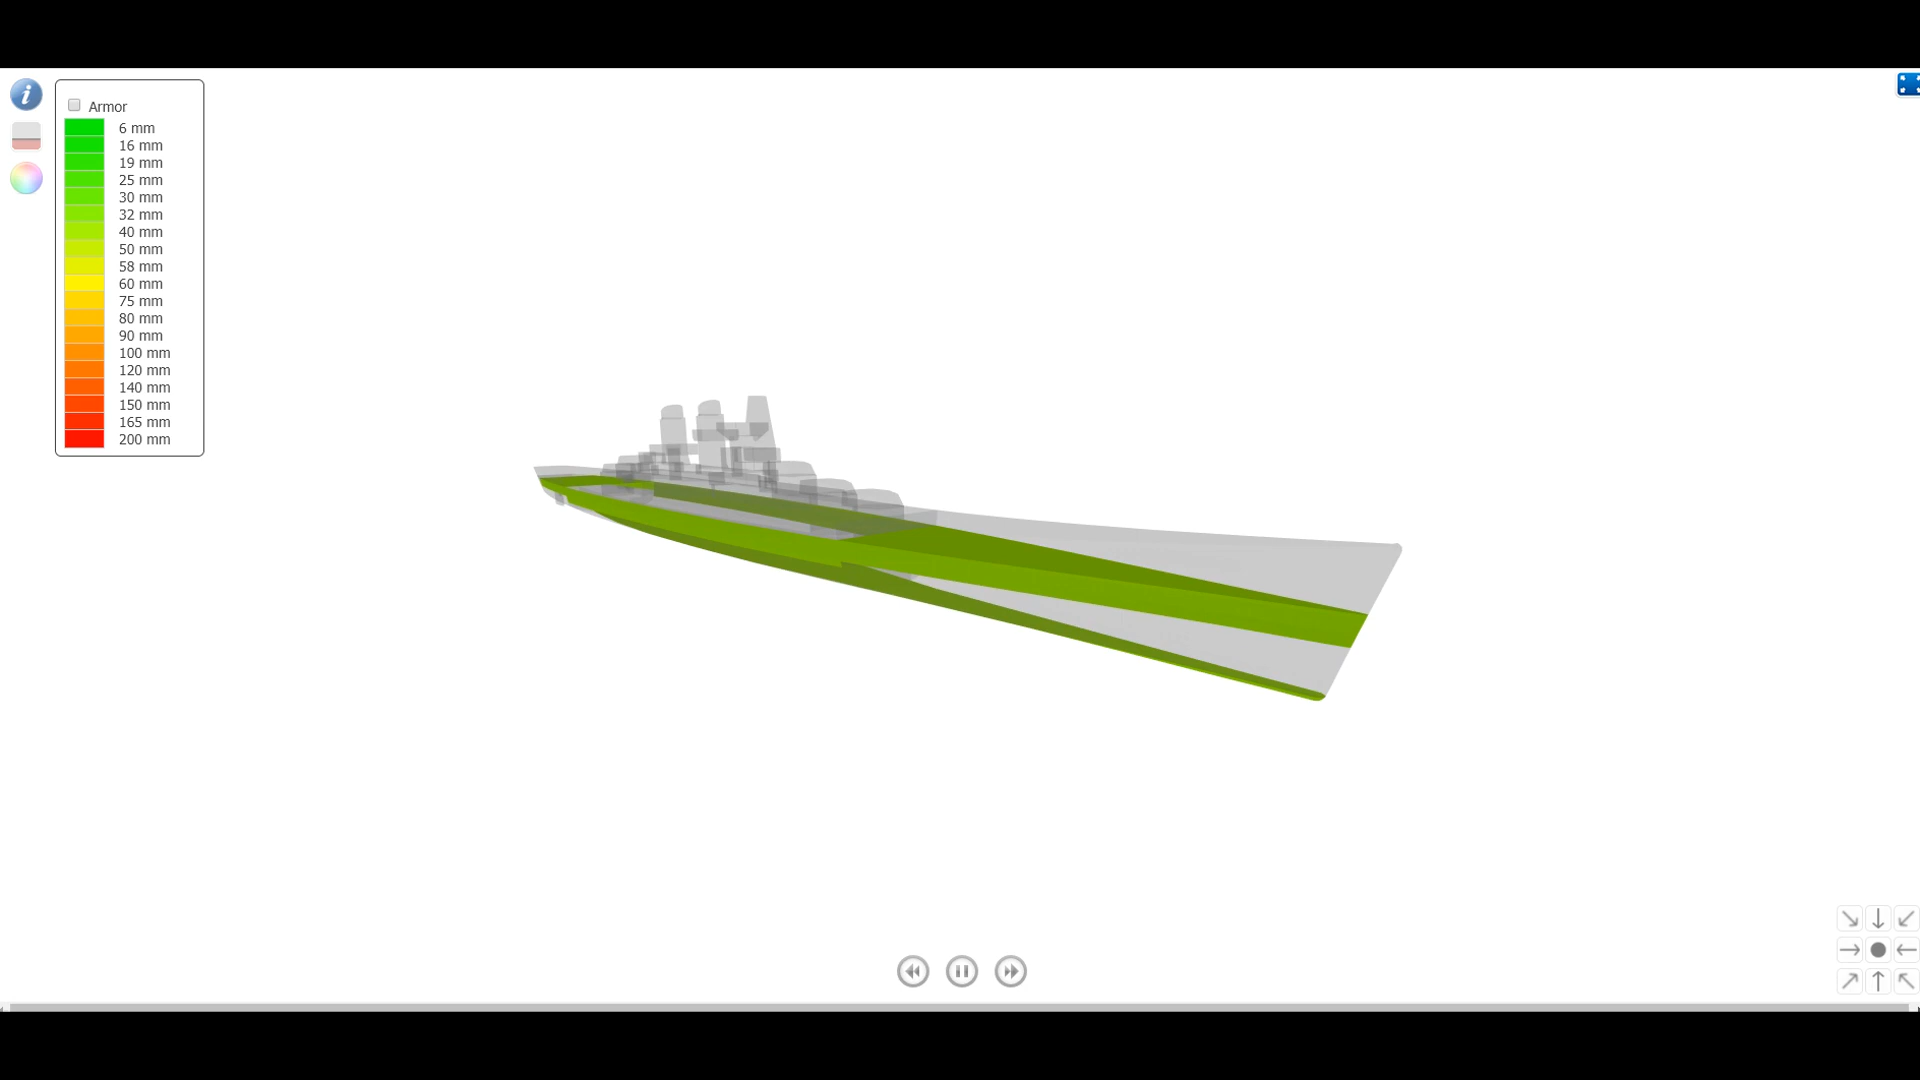 i
Armor
6 mm
16 mm
19 mm
25 mm
30 mm
32 mm
40 mm
50 mm
58 mm
60 mm
75 mm
80 mm
90 mm
100 mm
120 mm
140 mm
150 mm
165 mm
200 mm